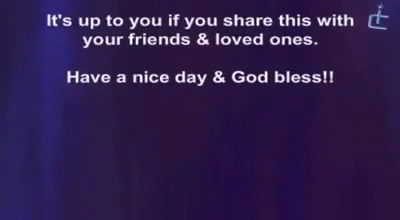 It's up to you if you share this with
your friends & loved ones.
Have a nice day & God bless!!